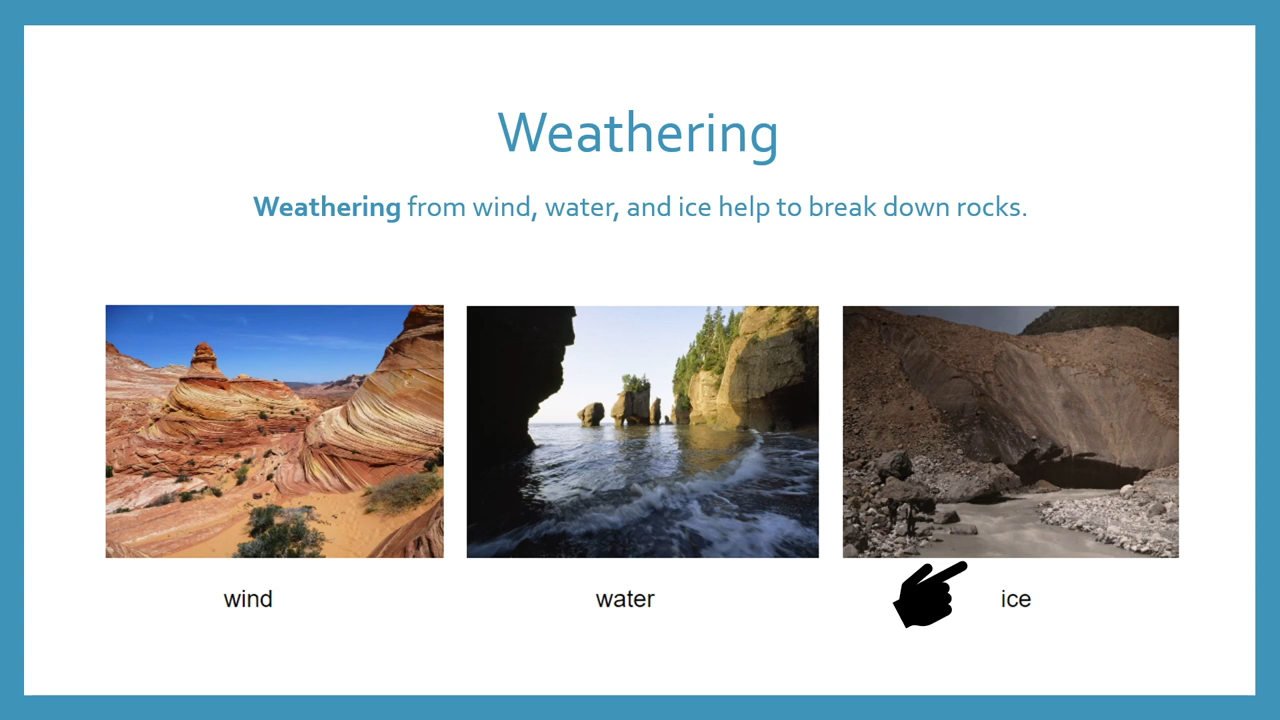 Weathering
Weathering from wind, water, and ice help to break down rocks.
wind
water
ice